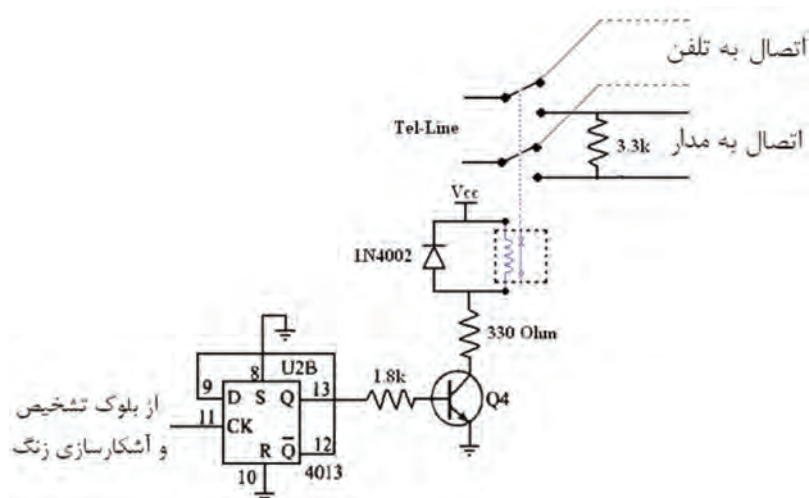 اتصال به تلفن
Tel-Line
اتصال به مدار
3.3k
Vcc
1N4002
330 Ohm
8
U2B
9
D
S
Q
13
1.8k
Q4
از بلوک تشخیص
11
CK
و آشکارسازی زنگ
R
Q̅
12
10
4013